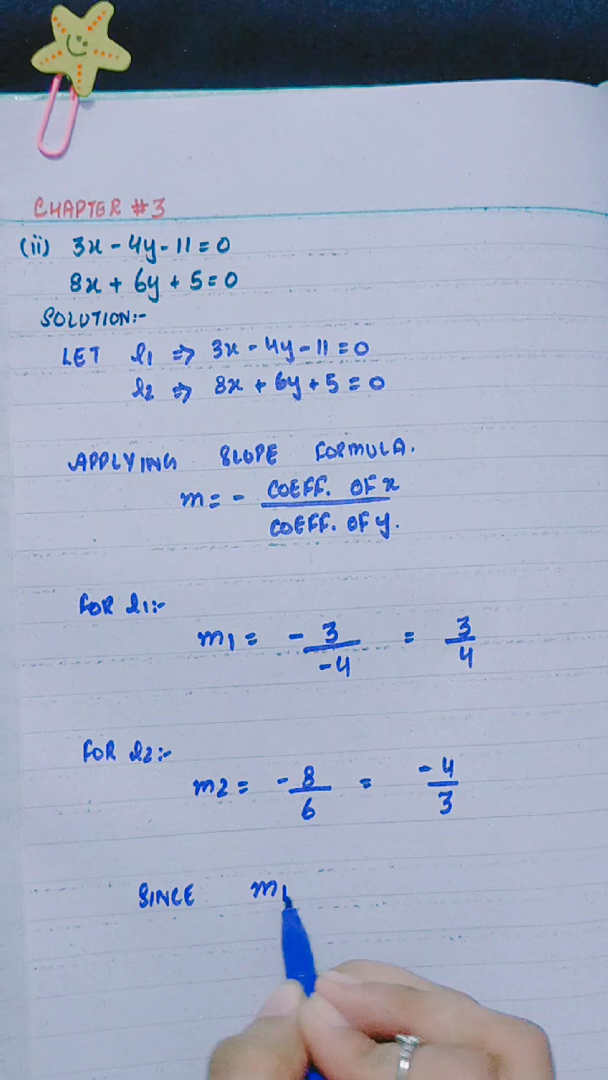 CHAPTER #3
(ii) 3x - 4y - 11 = 0
8x + 6y + 5 = 0
SOLUTION:-
LET l1 => 3x - 4y - 11 = 0
l2 => 8x + 6y + 5 = 0
APPLYING SLOPE FORMULA.
m = - COEFF. OF x / COEFF. OF y.
FOR l1:-
m1 = - 3/-4 = 3/4
FOR l2:-
m2 = -8/6 = -4/3
SINCE m1